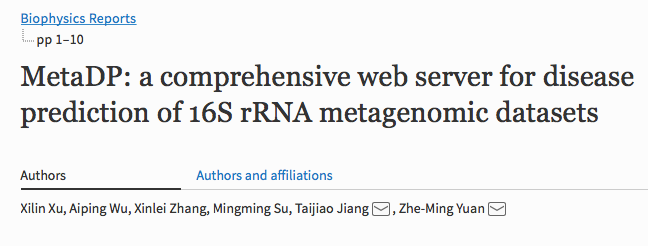 Biophysics Reports
pp 1–10
MetaDP: a comprehensive web server for disease
prediction of 16S rRNA metagenomic datasets
Authors Authors and affiliations
Xilin Xu, Aiping Wu, Xinlei Zhang, Mingming Su, Taijiao Jiang, Zhe-Ming Yuan